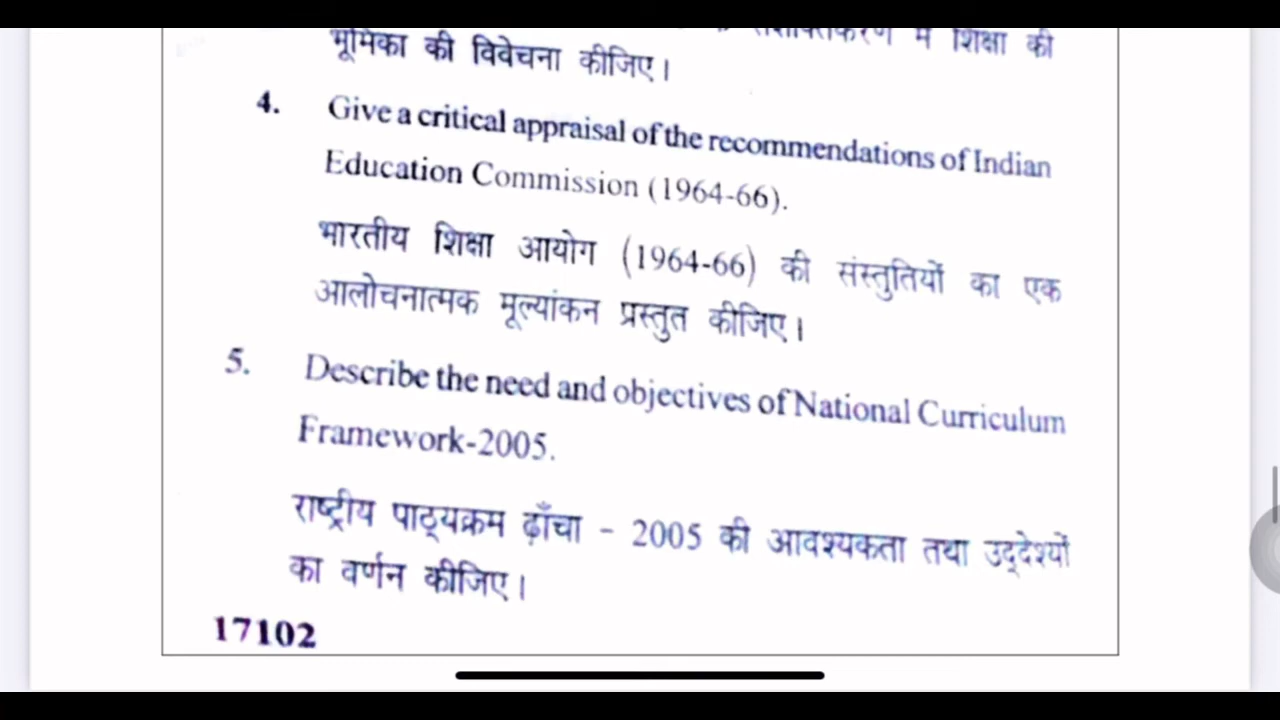 सशक्तिकरण में शिक्षा की
भूमिका की विवेचना कीजिए।
4. Give a critical appraisal of the recommendations of Indian
Education Commission (1964-66).
भारतीय शिक्षा आयोग (1964-66) की संस्तुतियों का एक
आलोचनात्मक मूल्यांकन प्रस्तुत कीजिए।
5. Describe the need and objectives of National Curriculum
Framework-2005.
राष्ट्रीय पाठ्यक्रम ढ़ाँचा - 2005 की आवश्यकता तथा उद्देश्यों
का वर्णन कीजिए।
17102